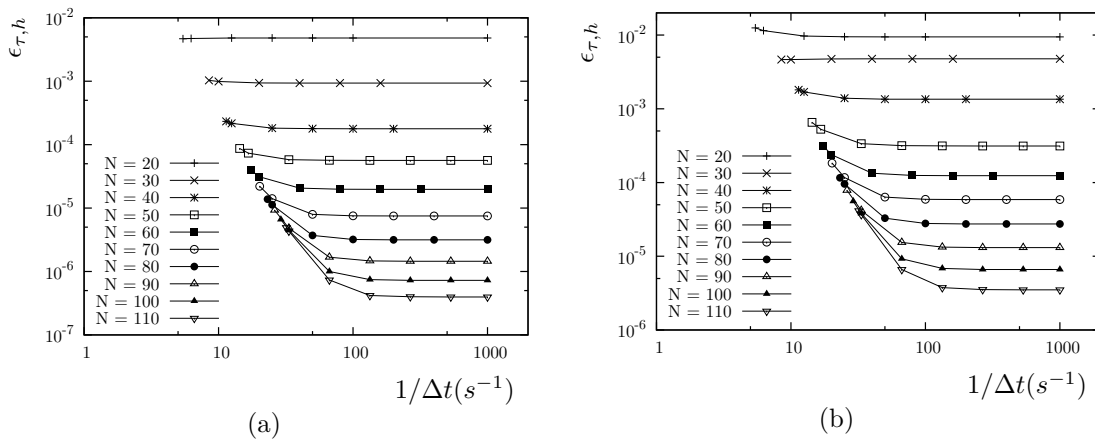 10^{-2}
10^{-3}
10^{-4}
10^{-5}
10^{-6}
10^{-7}
ϵ_{τ,h}
N = 20
N = 30
N = 40
N = 50
N = 60
N = 70
N = 80
N = 90
N = 100
N = 110
1 10 100 1000
1/Δt(s^{-1})
(a)
10^{-2}
10^{-3}
10^{-4}
10^{-5}
10^{-6}
ϵ_{τ,h}
N = 20
N = 30
N = 40
N = 50
N = 60
N = 70
N = 80
N = 90
N = 100
N = 110
1 10 100 1000
1/Δt(s^{-1})
(b)